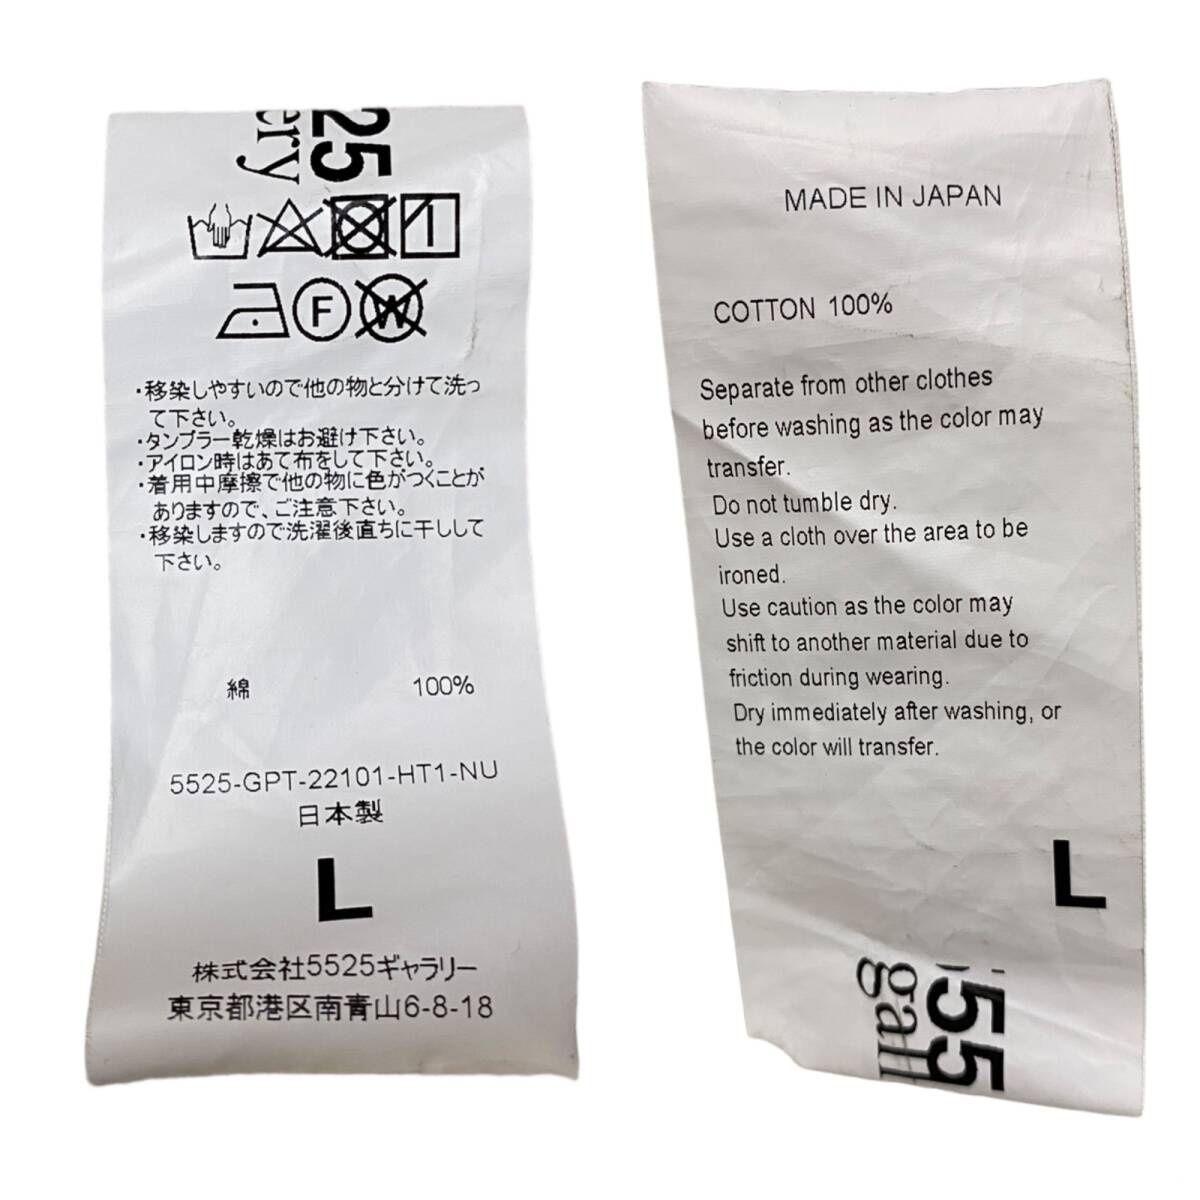 25
ery
F
W
・移染しやすいので他の物と分けて洗っ
て下さい。
・タンブラー乾燥はお避け下さい。
・アイロン時はあて布をして下さい。
・着用中摩擦で他の物に色がつくことが
ありますので、ご注意下さい。
・移染しますので洗濯後直ちに干しして
下さい。
綿 100%
5525-GPT-22101-HT1-NU
日本製
L
株式会社5525ギャラリー
東京都港区南青山6-8-18
MADE IN JAPAN
COTTON 100%
Separate from other clothes
before washing as the color may
transfer.
Do not tumble dry.
Use a cloth over the area to be
ironed.
Use caution as the color may
shift to another material due to
friction during wearing.
Dry immediately after washing, or
the color will transfer.
L
55
gall